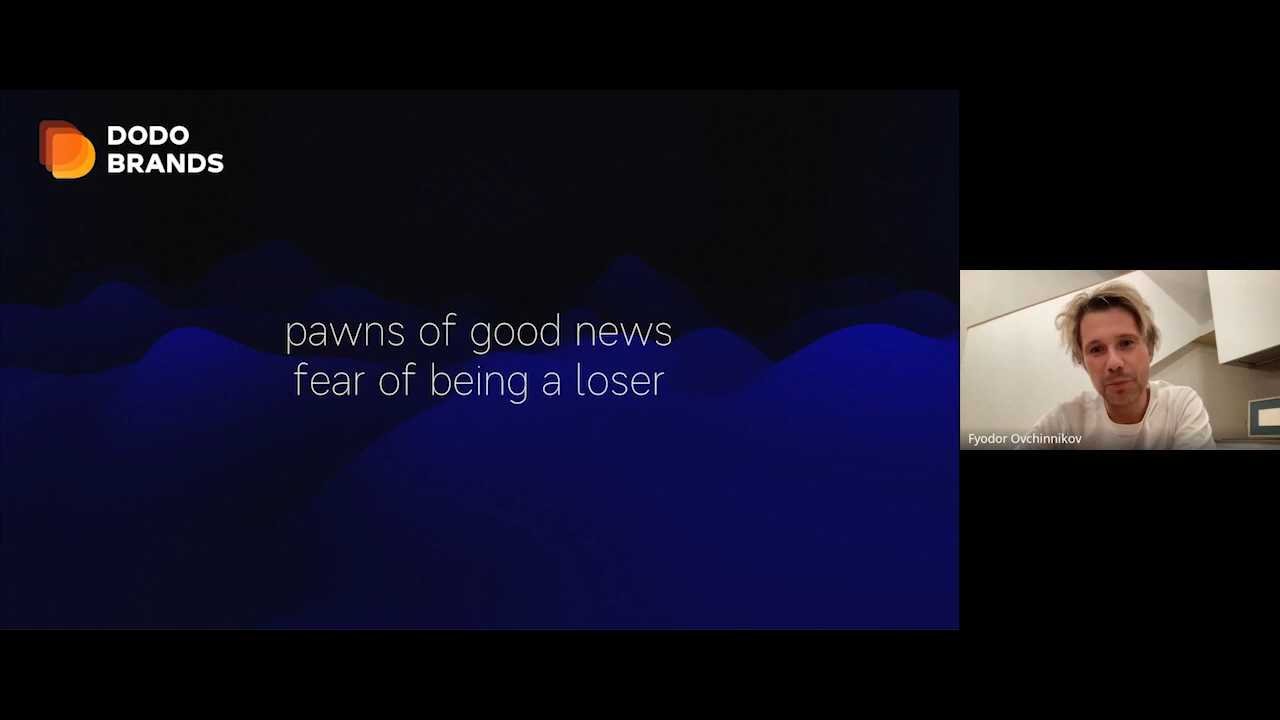 DODO
BRANDS
pawns of good news
fear of being a loser
Fyodor Ovchinnikov